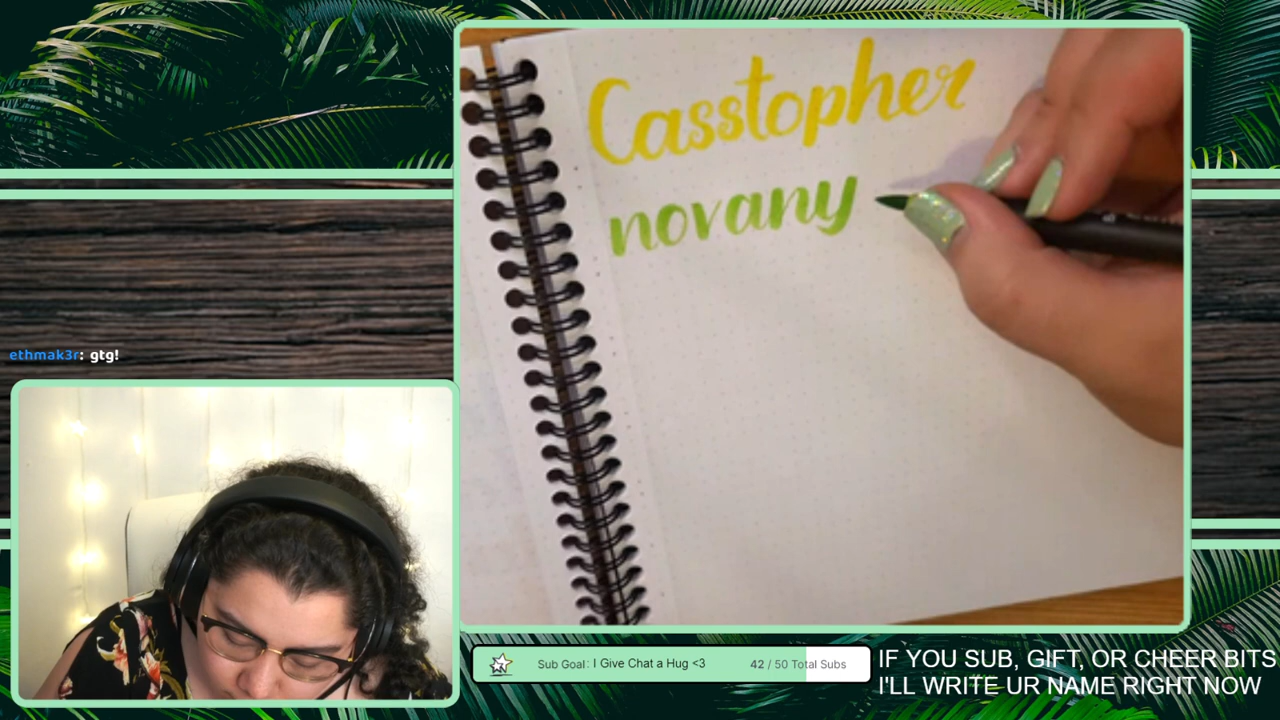 Casstopher
novany
ethmak3r: gtg!
Sub Goal: I Give Chat a Hug <3
42 / 50 Total Subs
IF YOU SUB, GIFT, OR CHEER BITS
I'LL WRITE UR NAME RIGHT NOW